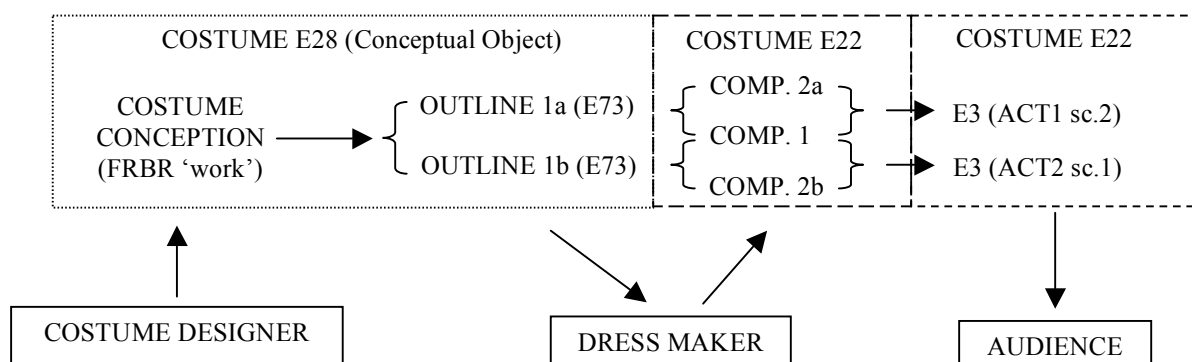 COSTUME E28 (Conceptual Object)
COSTUME E22
COSTUME E22
COSTUME
CONCEPTION
(FRBR ‘work’)
OUTLINE 1a (E73)
OUTLINE 1b (E73)
COMP. 2a
COMP. 1
COMP. 2b
E3 (ACT1 sc.2)
E3 (ACT2 sc.1)
COSTUME DESIGNER
DRESS MAKER
AUDIENCE